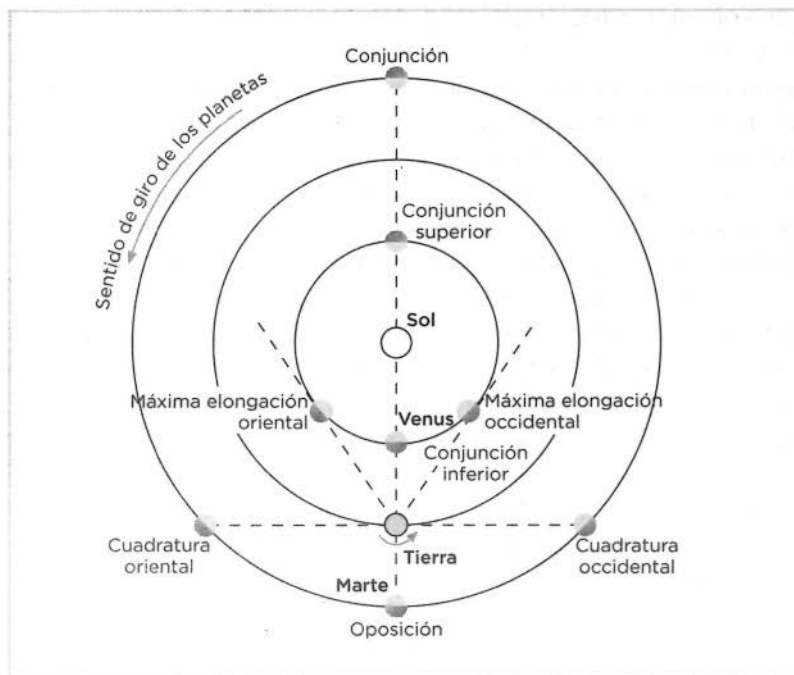 Conjunción
Sentido de giro de los planetas
Conjunción
superior
Sol
Máxima elongación
oriental
Venus
Máxima elongación
occidental
Conjunción
inferior
Cuadratura
oriental
Tierra
Cuadratura
occidental
Marte
Oposición